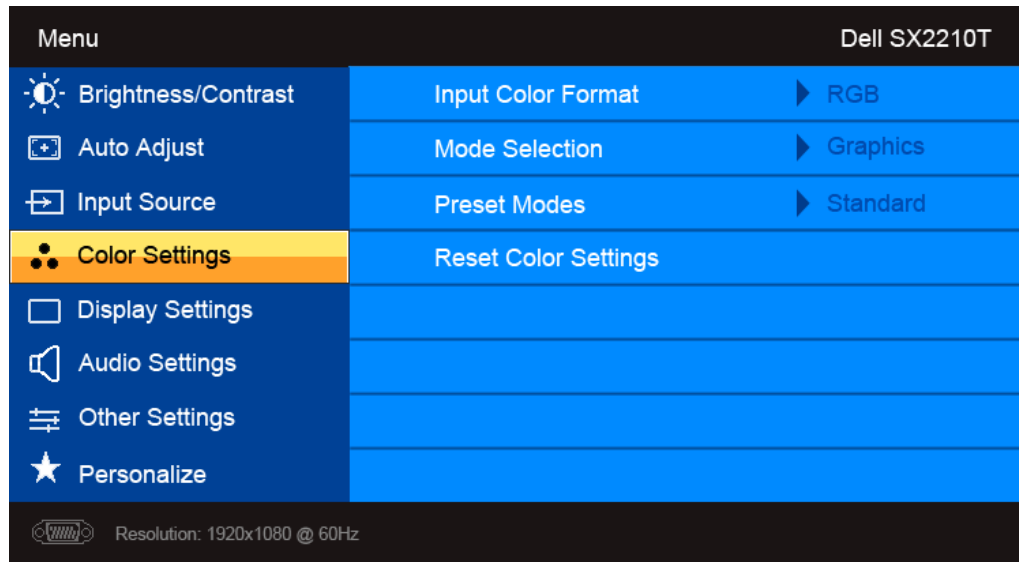 Menu Dell SX2210T
Brightness/Contrast Input Color Format RGB
Auto Adjust Mode Selection Graphics
Input Source Preset Modes Standard
Color Settings Reset Color Settings
Display Settings
Audio Settings
Other Settings
Personalize
Resolution: 1920x1080 @ 60Hz